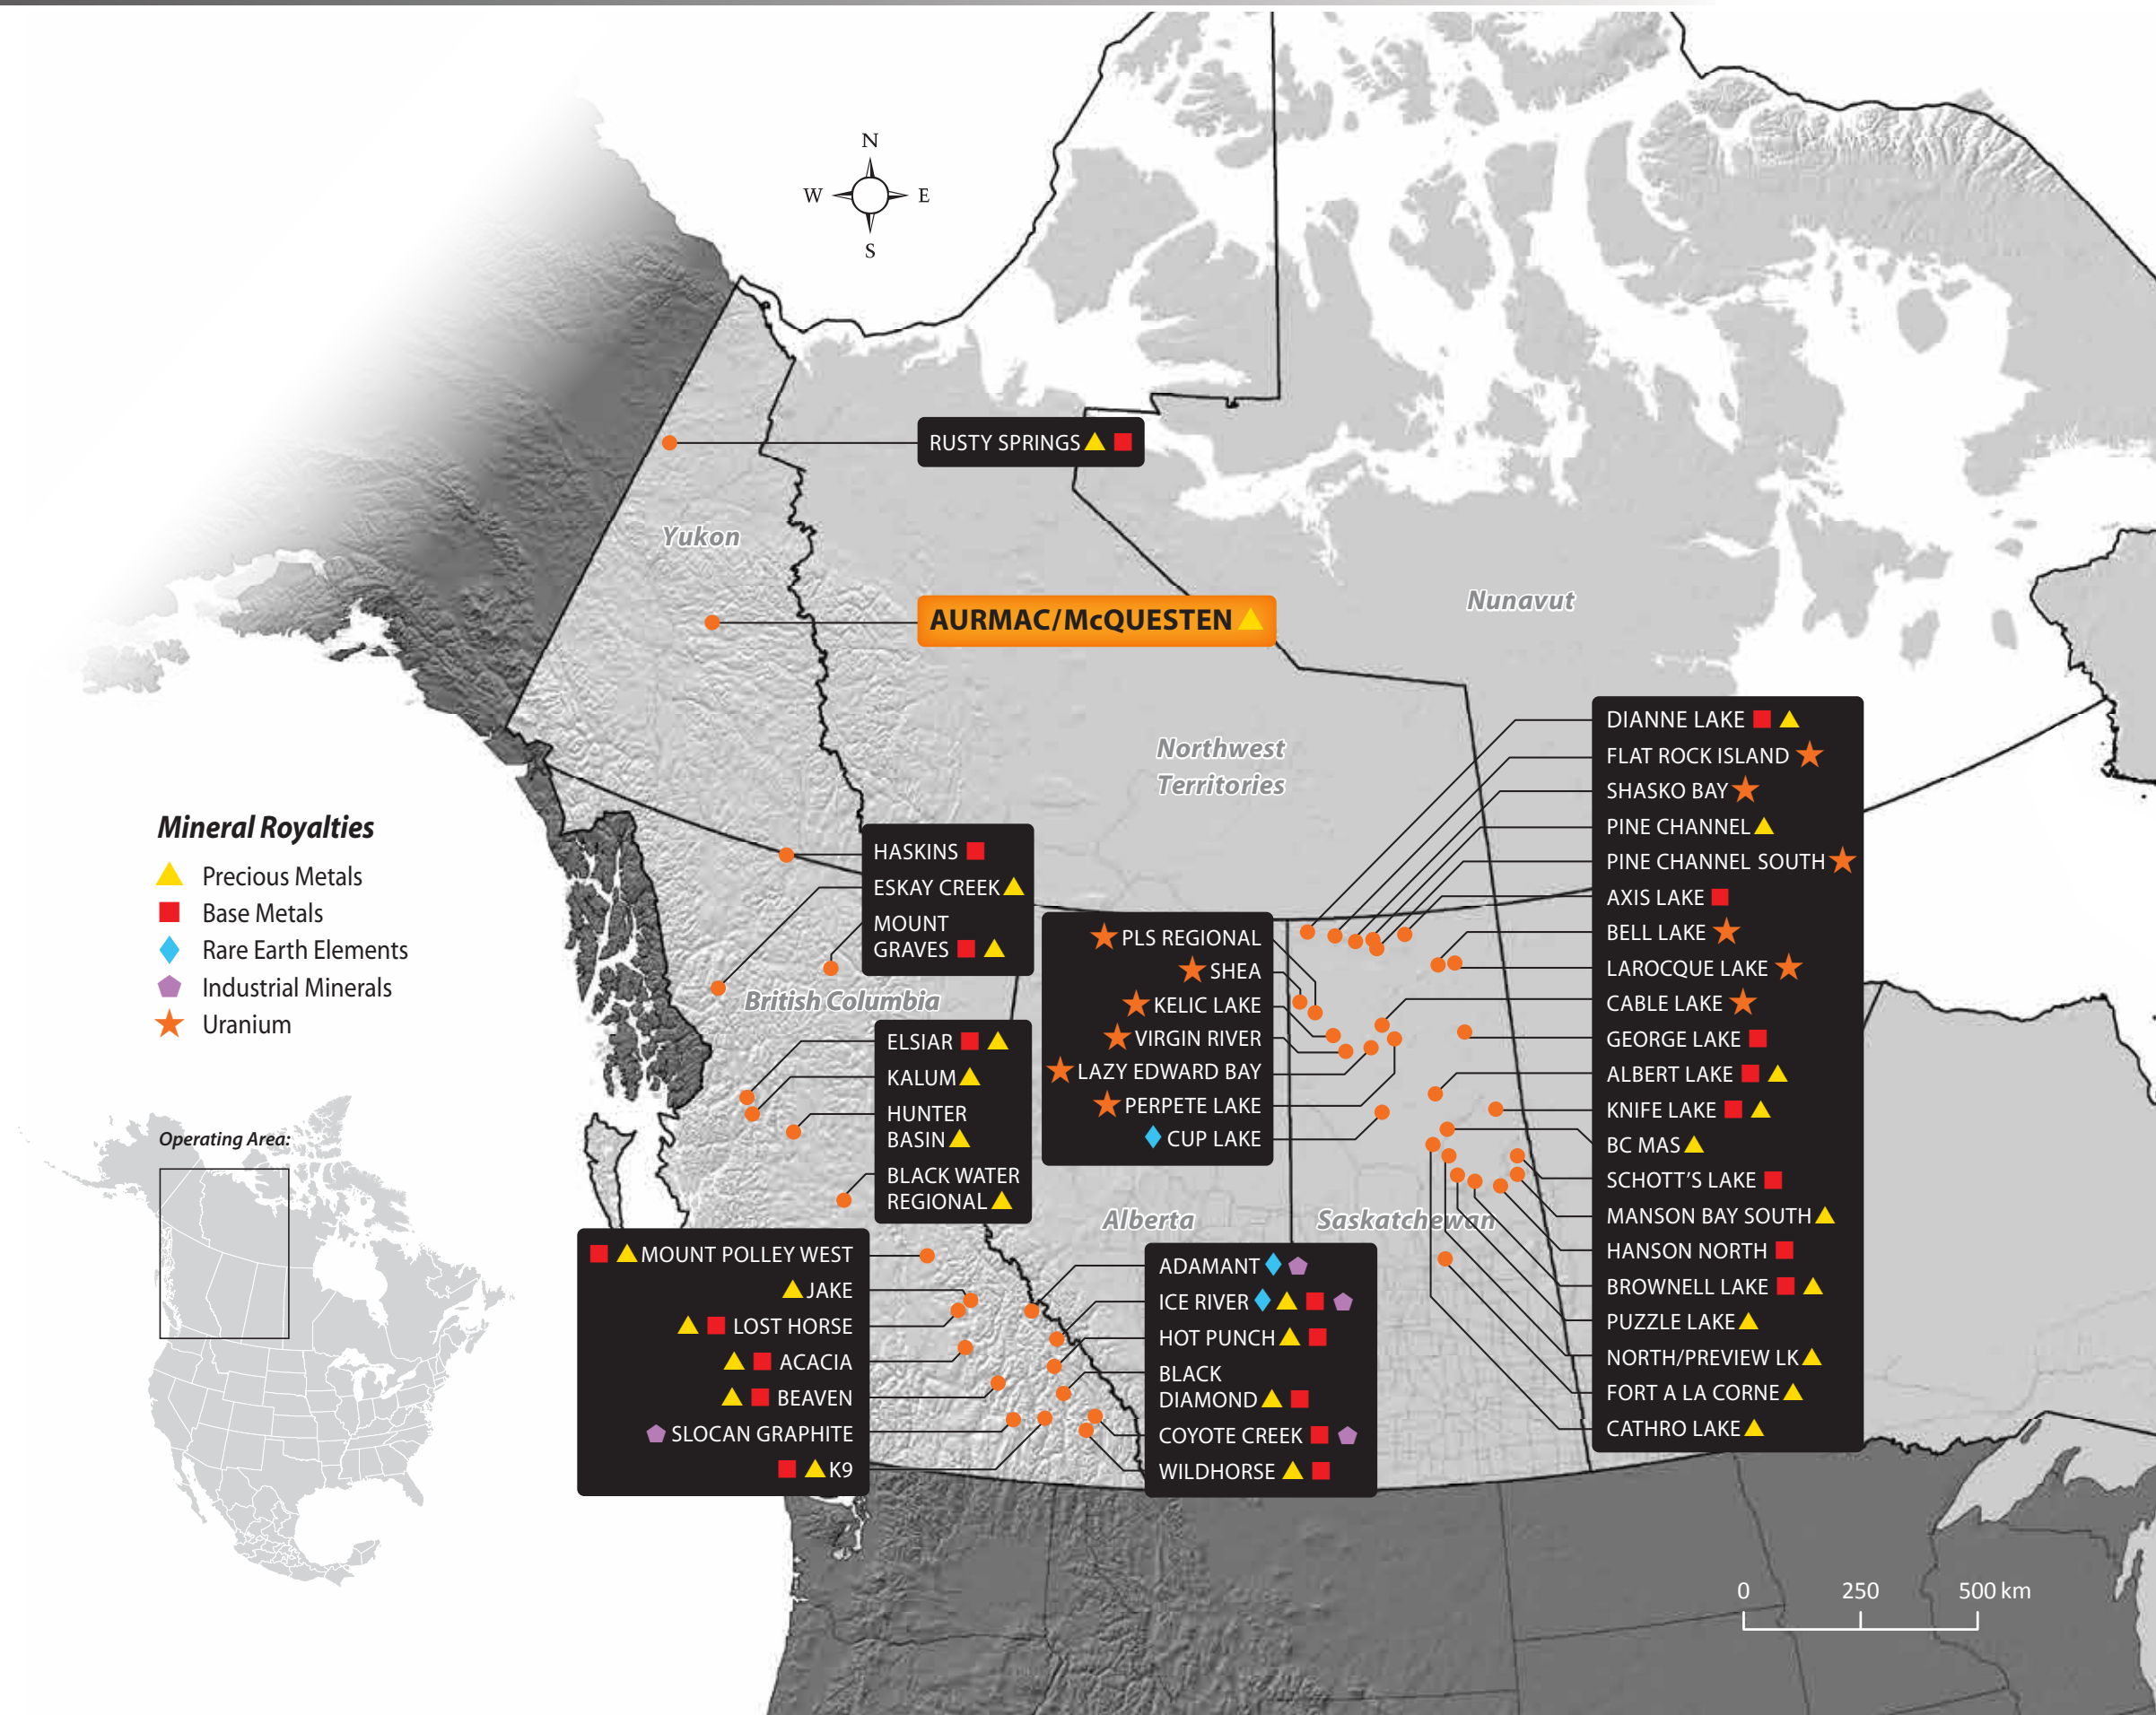 N
W
E
S
RUSTY SPRINGS
Yukon
AURMAC/McQUESTEN
Nunavut
Northwest
Territories
Mineral Royalties
Precious Metals
Base Metals
Rare Earth Elements
Industrial Minerals
Uranium
Operating Area:
HASKINS
ESKAY CREEK
MOUNT
GRAVES
British Columbia
ELSIAR
KALUM
HUNTER
BASIN
BLACK WATER
REGIONAL
PLS REGIONAL
SHEA
KELIC LAKE
VIRGIN RIVER
LAZY EDWARD BAY
PERPETE LAKE
CUP LAKE
Alberta
Saskatchewan
MOUNT POLLEY WEST
JAKE
LOST HORSE
ACACIA
BEAVEN
SLOCAN GRAPHITE
K9
ADAMANT
ICE RIVER
HOT PUNCH
BLACK
DIAMOND
COYOTE CREEK
WILDHORSE
DIANNE LAKE
FLAT ROCK ISLAND
SHASKO BAY
PINE CHANNEL
PINE CHANNEL SOUTH
AXIS LAKE
BELL LAKE
LAROCQUE LAKE
CABLE LAKE
GEORGE LAKE
ALBERT LAKE
KNIFE LAKE
BC MAS
SCHOTT'S LAKE
MANSON BAY SOUTH
HANSON NORTH
BROWNELL LAKE
PUZZLE LAKE
NORTH/PREVIEW LK
FORT A LA CORNE
CATHRO LAKE
0 250 500 km